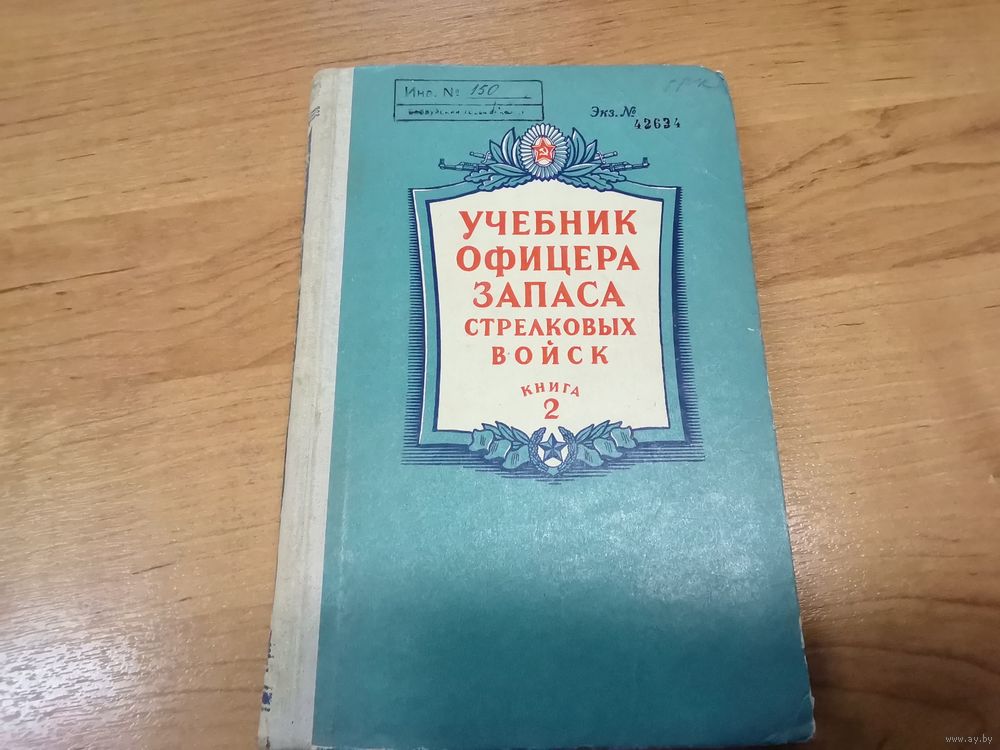 Инв. № 150
Экз. №
42634
УЧЕБНИК
ОФИЦЕРА
ЗАПАСА
СТРЕЛКОВЫХ
ВОЙСК
КНИГА
2
www.ay.by